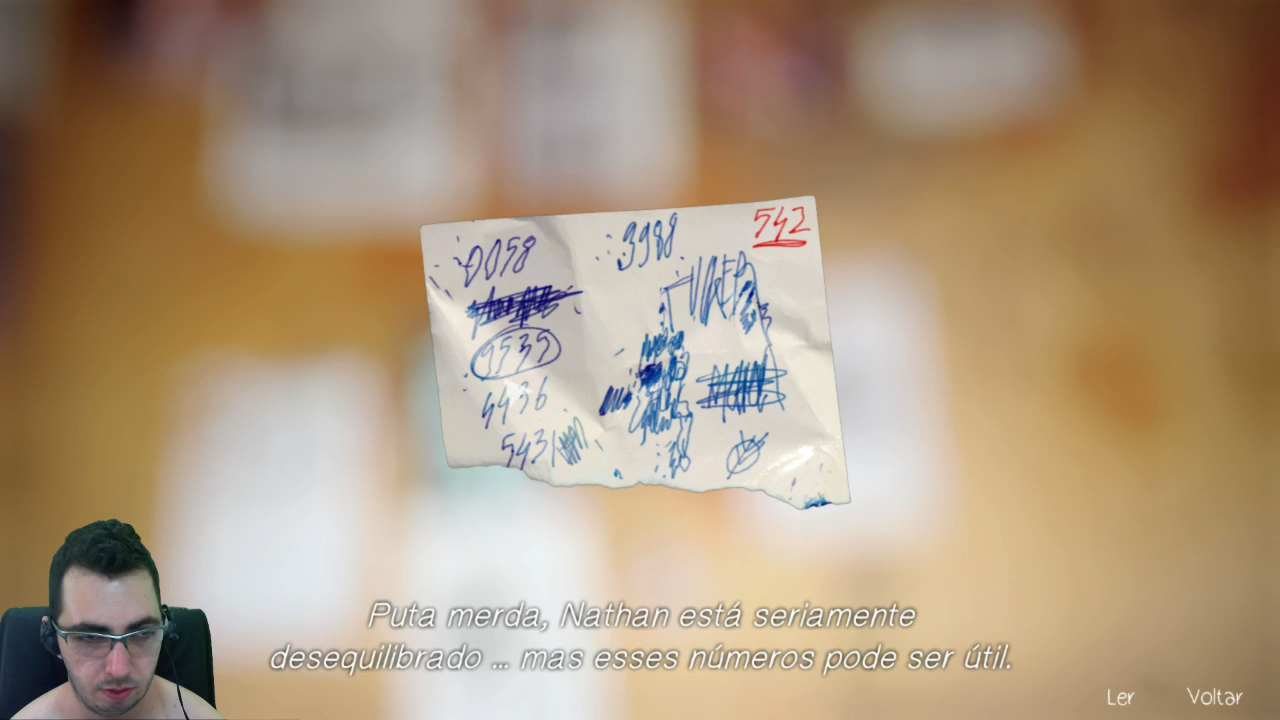 542
0058
3988
9539
4436
543
Puta merda, Nathan está seriamente
desequilibrado ... mas esses números pode ser útil.
Ler
Voltar